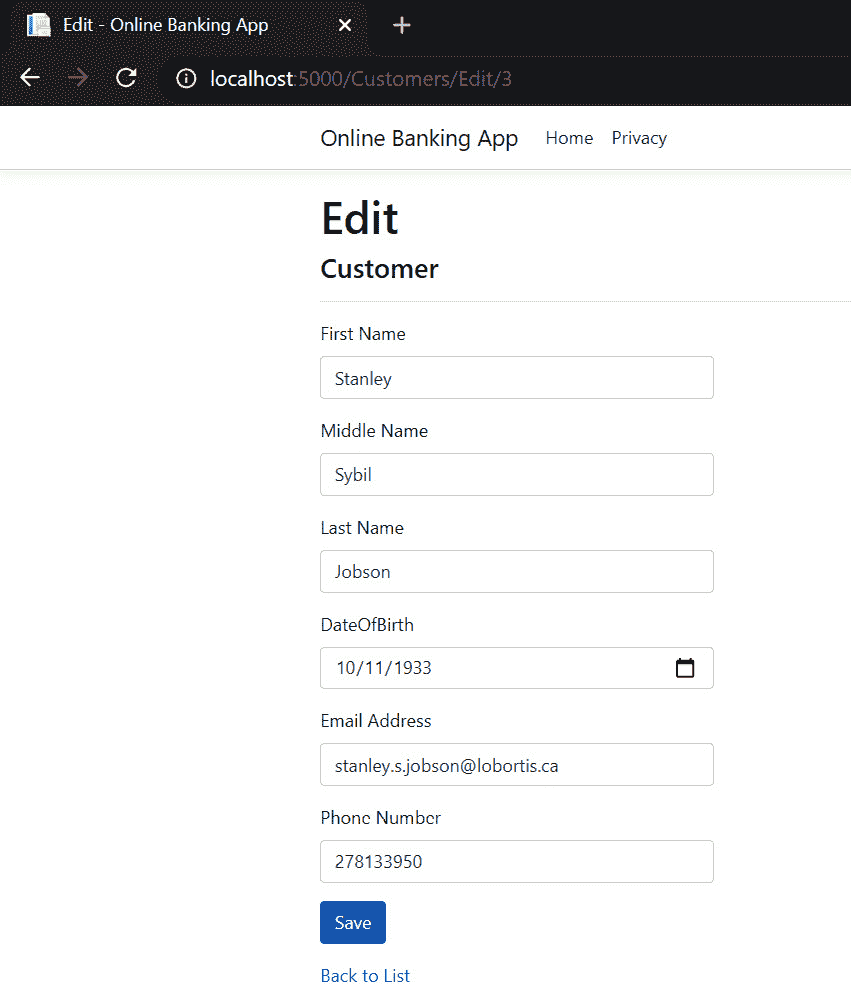 Edit - Online Banking App
localhost:5000/Customers/Edit/3
Online Banking App Home Privacy
Edit
Customer
First Name
Stanley
Middle Name
Sybil
Last Name
Jobson
DateOfBirth
10/11/1933
Email Address
stanley.s.jobson@lobortis.ca
Phone Number
278133950
Save
Back to List